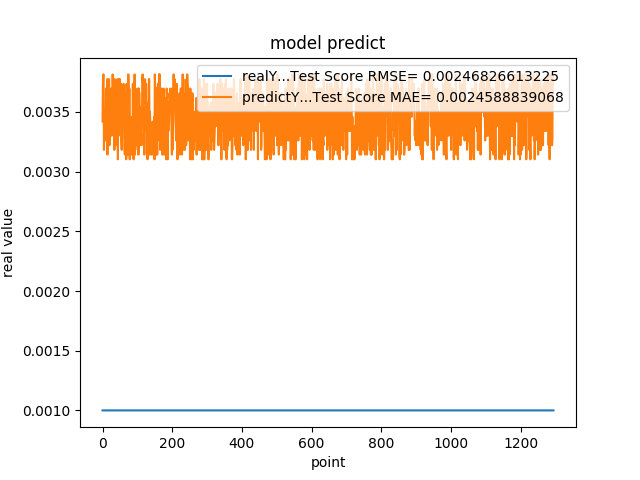 model predict
realY...Test Score RMSE= 0.00246826613225
predictY...Test Score MAE= 0.0024588839068
0.0035
0.0030
0.0025
0.0020
0.0015
0.0010
real value
0 200 400 600 800 1000 1200
point